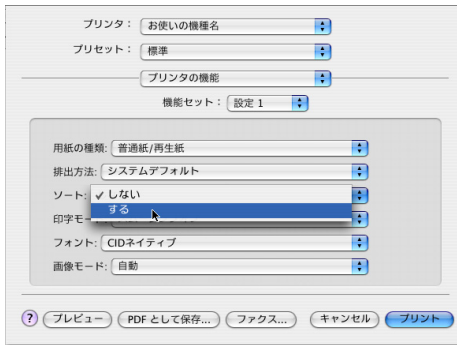 プリンタ： お使いの機種名
プリセット： 標準
プリンタの機能
機能セット： 設定 1
用紙の種類: 普通紙/再生紙
排出方法: システムデフォルト
ソート: ✓ しない
する
印字モー
フォント: CIDネイティブ
画像モード: 自動
? プレビュー PDF として保存... ファクス... キャンセル プリント